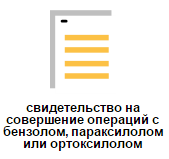 свидетельство на
совершение операций с
бензолом, параксилолом
или ортоксилолом